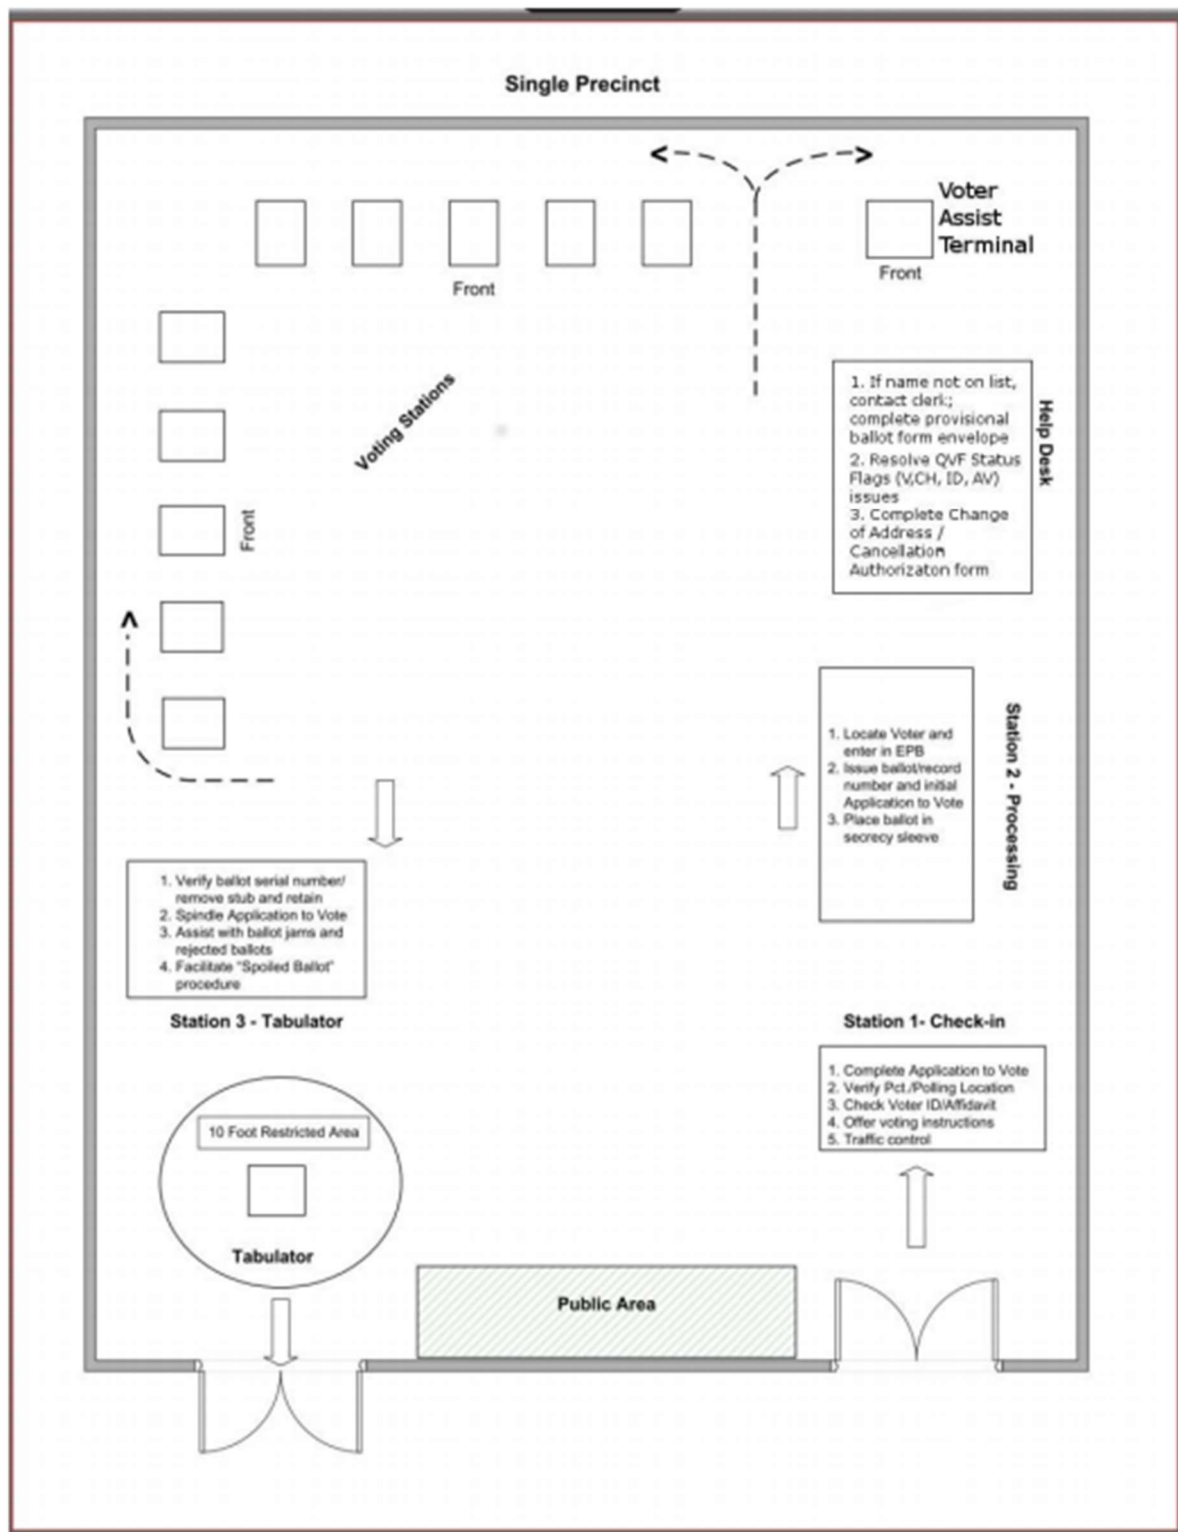 Single Precinct
Voter
Assist
Terminal
Front
Front
Voting Stations
Front
1. If name not on list,
contact clerk;
complete provisional
ballot form envelope
2. Resolve QVF Status
Flags (V,CH, ID, AV)
issues
3. Complete Change
of Address /
Cancellation
Authorizaton form
Help Desk
1. Locate Voter and
enter in EPB
2. Issue ballot/record
number and initial
Application to Vote
3. Place ballot in
secrecy sleeve
Station 2 - Processing
1. Verify ballot serial number/
remove stub and retain
2. Spindle Application to Vote
3. Assist with ballot jams and
rejected ballots
4. Facilitate "Spoiled Ballot"
procedure
Station 3 - Tabulator
Station 1- Check-in
1. Complete Application to Vote
2. Verify Pct./Polling Location
3. Check Voter ID/Affidavit
4. Offer voting instructions
5. Traffic control
10 Foot Restricted Area
Tabulator
Public Area